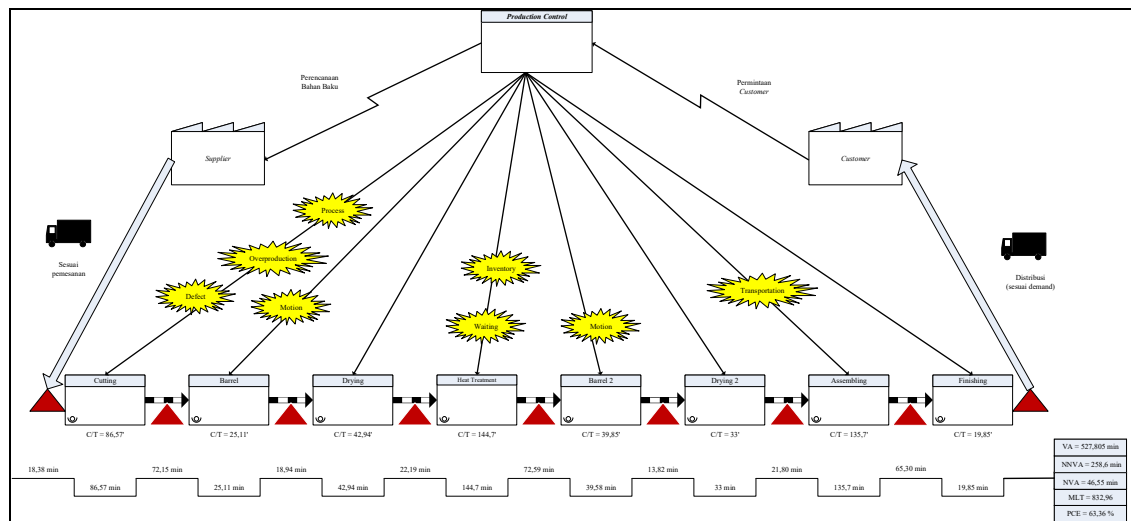 Production Control
Perencanaan
Bahan Baku
Permintaan
Customer
Supplier
Customer
Process
Sesuai
pemesanan
Overproduction
Inventory
Distribusi
(sesuai demand)
Defect
Motion
Transportation
Waiting
Motion
Cutting
Barrel
Drying
Heat Treatment
Barrel 2
Drying 2
Assembling
Finishing
C/T = 86,57'
C/T = 25,11'
C/T = 42,94'
C/T = 144,7'
C/T = 39,85'
C/T = 33'
C/T = 135,7'
C/T = 19,85'
18,38 min
72,15 min
18,94 min
22,19 min
72,59 min
13,82 min
21,80 min
65,30 min
86,57 min
25,11 min
42,94 min
144,7 min
39,58 min
33 min
135,7 min
19,85 min
VA = 527,805 min
NNVA = 258,6 min
NVA = 46,55 min
MLT = 832,96
PCE = 63,36 %